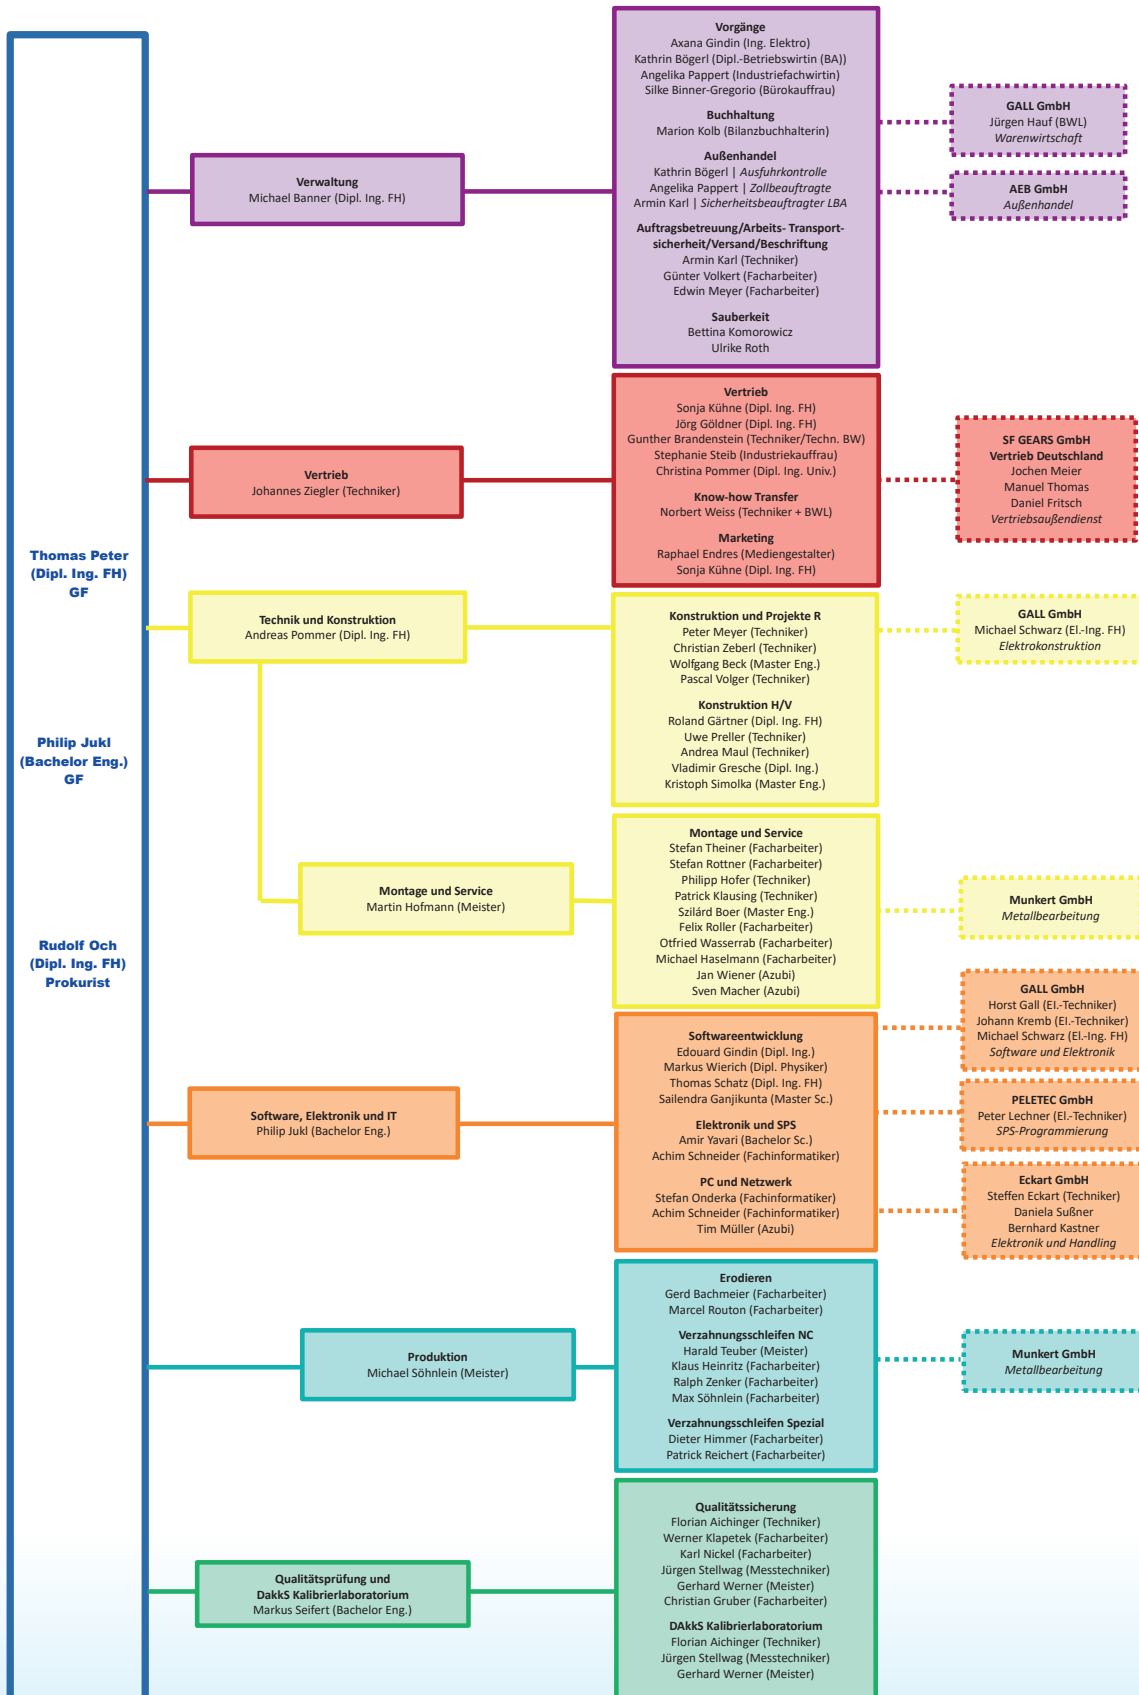 Thomas Peter
(Dipl. Ing. FH)
GF
Philip Jukl
(Bachelor Eng.)
GF
Rudolf Och
(Dipl. Ing. FH)
Prokurist
Verwaltung
Michael Banner (Dipl. Ing. FH)
Vorgänge
Axana Gindin (Ing. Elektro)
Kathrin Bögerl (Dipl.-Betriebswirtin (BA))
Angelika Pappert (Industriefachwirtin)
Silke Binner-Gregorio (Bürokauffrau)
Buchhaltung
Marion Kolb (Bilanzbuchhalterin)
Außenhandel
Kathrin Bögerl | Ausfuhrkontrolle
Angelika Pappert | Zollbeauftragte
Armin Karl | Sicherheitsbeauftragter LBA
Auftragsbetreuung/Arbeits- Transport-
sicherheit/Versand/Beschriftung
Armin Karl (Techniker)
Günter Volkert (Facharbeiter)
Edwin Meyer (Facharbeiter)
Sauberkeit
Bettina Komorowicz
Ulrike Roth
GALL GmbH
Jürgen Hauf (BWL)
Warenwirtschaft
AEB GmbH
Außenhandel
Vertrieb
Johannes Ziegler (Techniker)
Vertrieb
Sonja Kühne (Dipl. Ing. FH)
Jörg Göldner (Dipl. Ing. FH)
Gunther Brandenstein (Techniker/Techn. BW)
Stephanie Steib (Industriekauffrau)
Christina Pommer (Dipl. Ing. Univ.)
Know-how Transfer
Norbert Weiss (Techniker + BWL)
Marketing
Raphael Endres (Mediengestalter)
Sonja Kühne (Dipl. Ing. FH)
SF GEARS GmbH
Vertrieb Deutschland
Jochen Meier
Manuel Thomas
Daniel Fritsch
Vertriebsaußendienst
Technik und Konstruktion
Andreas Pommer (Dipl. Ing. FH)
Konstruktion und Projekte R
Peter Meyer (Techniker)
Christian Zeberl (Techniker)
Wolfgang Beck (Master Eng.)
Pascal Volger (Techniker)
Konstruktion H/V
Roland Gärtner (Dipl. Ing. FH)
Uwe Preller (Techniker)
Andrea Maul (Techniker)
Vladimir Gresche (Dipl. Ing.)
Kristoph Simolka (Master Eng.)
GALL GmbH
Michael Schwarz (El.-Ing. FH)
Elektrokonstruktion
Montage und Service
Martin Hofmann (Meister)
Montage und Service
Stefan Theiner (Facharbeiter)
Stefan Rottner (Facharbeiter)
Philipp Hofer (Techniker)
Patrick Klausing (Techniker)
Szilárd Boer (Master Eng.)
Felix Roller (Facharbeiter)
Otfried Wasserrab (Facharbeiter)
Michael Haselmann (Facharbeiter)
Jan Wiener (Azubi)
Sven Macher (Azubi)
Munkert GmbH
Metallbearbeitung
Software, Elektronik und IT
Philip Jukl (Bachelor Eng.)
Softwareentwicklung
Edouard Gindin (Dipl. Ing.)
Markus Wierich (Dipl. Physiker)
Thomas Schatz (Dipl. Ing. FH)
Sailendra Ganjikunta (Master Sc.)
Elektronik und SPS
Amir Yavari (Bachelor Sc.)
Achim Schneider (Fachinformatiker)
PC und Netzwerk
Stefan Onderka (Fachinformatiker)
Achim Schneider (Fachinformatiker)
Tim Müller (Azubi)
GALL GmbH
Horst Gall (El.-Techniker)
Johann Kremb (El.-Techniker)
Michael Schwarz (El.-Ing. FH)
Software und Elektronik
PELETEC GmbH
Peter Lechner (El.-Techniker)
SPS-Programmierung
Eckart GmbH
Steffen Eckart (Techniker)
Daniela Sußner
Bernhard Kastner
Elektronik und Handling
Produktion
Michael Söhnlein (Meister)
Erodieren
Gerd Bachmeier (Facharbeiter)
Marcel Routon (Facharbeiter)
Verzahnungsschleifen NC
Harald Teuber (Meister)
Klaus Heinritz (Facharbeiter)
Ralph Zenker (Facharbeiter)
Max Söhnlein (Facharbeiter)
Verzahnungsschleifen Spezial
Dieter Himmer (Facharbeiter)
Patrick Reichert (Facharbeiter)
Munkert GmbH
Metallbearbeitung
Qualitätsprüfung und
DakkS Kalibrierlaboratorium
Markus Seifert (Bachelor Eng.)
Qualitätssicherung
Florian Aichinger (Techniker)
Werner Klapetek (Facharbeiter)
Karl Nickel (Facharbeiter)
Jürgen Stellwag (Messtechniker)
Gerhard Werner (Meister)
Christian Gruber (Facharbeiter)
DAkkS Kalibrierlaboratorium
Florian Aichinger (Techniker)
Jürgen Stellwag (Messtechniker)
Gerhard Werner (Meister)